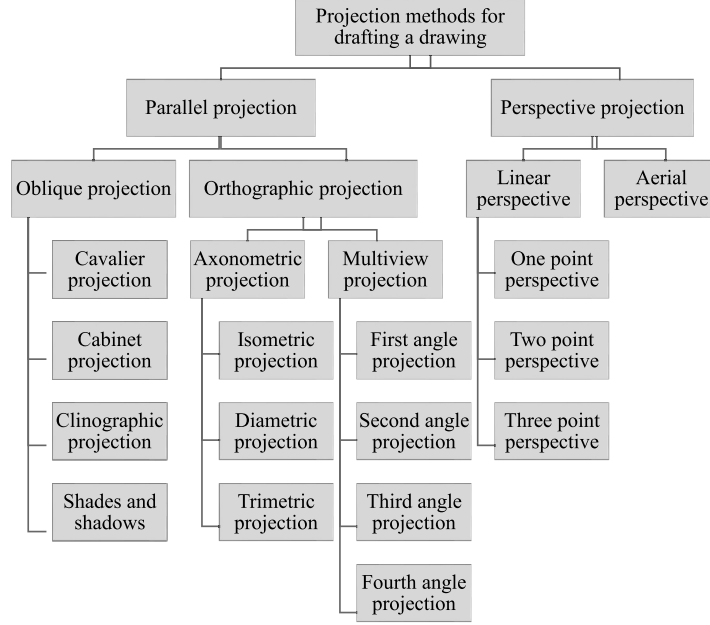 Projection methods for
drafting a drawing
Parallel projection
Perspective projection
Oblique projection
Orthographic projection
Linear
perspective
Aerial
perspective
Cavalier
projection
Axonometric
projection
Multiview
projection
One point
perspective
Cabinet
projection
Isometric
projection
First angle
projection
Two point
perspective
Clinographic
projection
Diametric
projection
Second angle
projection
Three point
perspective
Shades and
shadows
Trimetric
projection
Third angle
projection
Fourth angle
projection